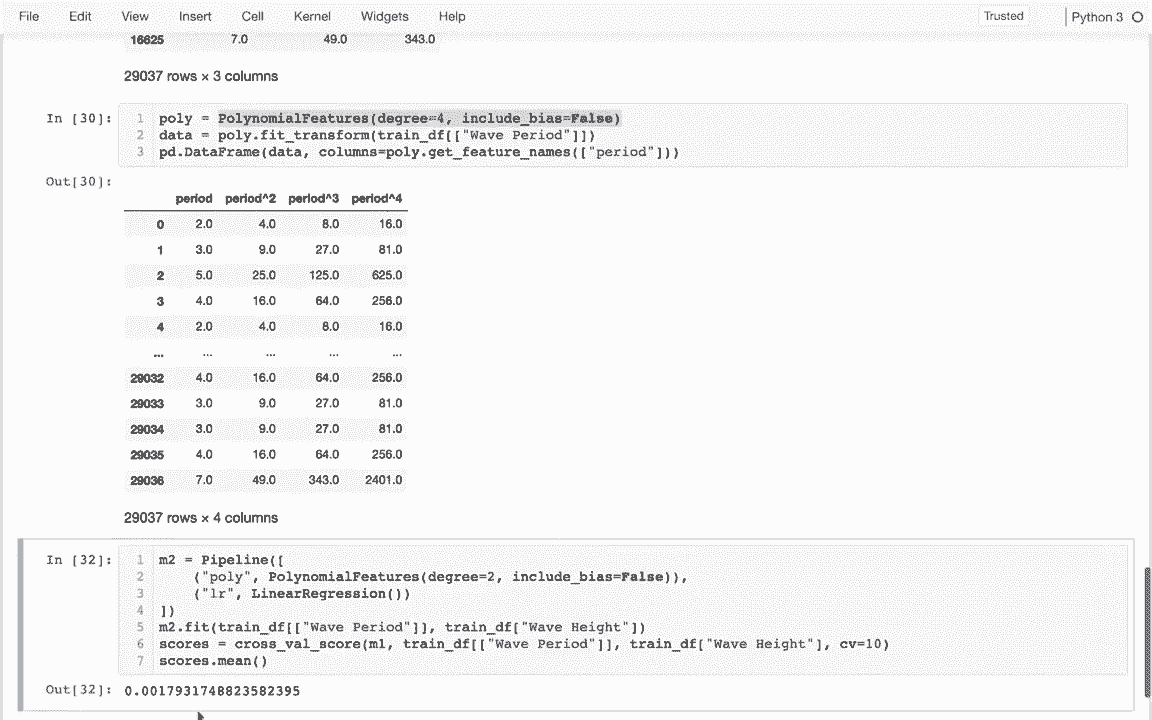 File Edit View Insert Cell Kernel Widgets Help Trusted Python 3
16625 7.0 49.0 343.0
29037 rows × 3 columns
In [30]: 1 poly = PolynomialFeatures(degree=4, include_bias=False)
2 data = poly.fit_transform(train_df[["Wave Period"]])
3 pd.DataFrame(data, columns=poly.get_feature_names(["period"]))
Out[30]:
period period^2 period^3 period^4
0 2.0 4.0 8.0 16.0
1 3.0 9.0 27.0 81.0
2 5.0 25.0 125.0 625.0
3 4.0 16.0 64.0 256.0
4 2.0 4.0 8.0 16.0
... ... ... ... ...
29032 4.0 16.0 64.0 256.0
29033 3.0 9.0 27.0 81.0
29034 3.0 9.0 27.0 81.0
29035 4.0 16.0 64.0 256.0
29036 7.0 49.0 343.0 2401.0
29037 rows × 4 columns
In [32]: 1 m2 = Pipeline([
2 ("poly", PolynomialFeatures(degree=2, include_bias=False)),
3 ("lr", LinearRegression())
4 ])
5 m2.fit(train_df[["Wave Period"]], train_df["Wave Height"])
6 scores = cross_val_score(m1, train_df[["Wave Period"]], train_df["Wave Height"], cv=10)
7 scores.mean()
Out[32]: 0.0017931748823582395